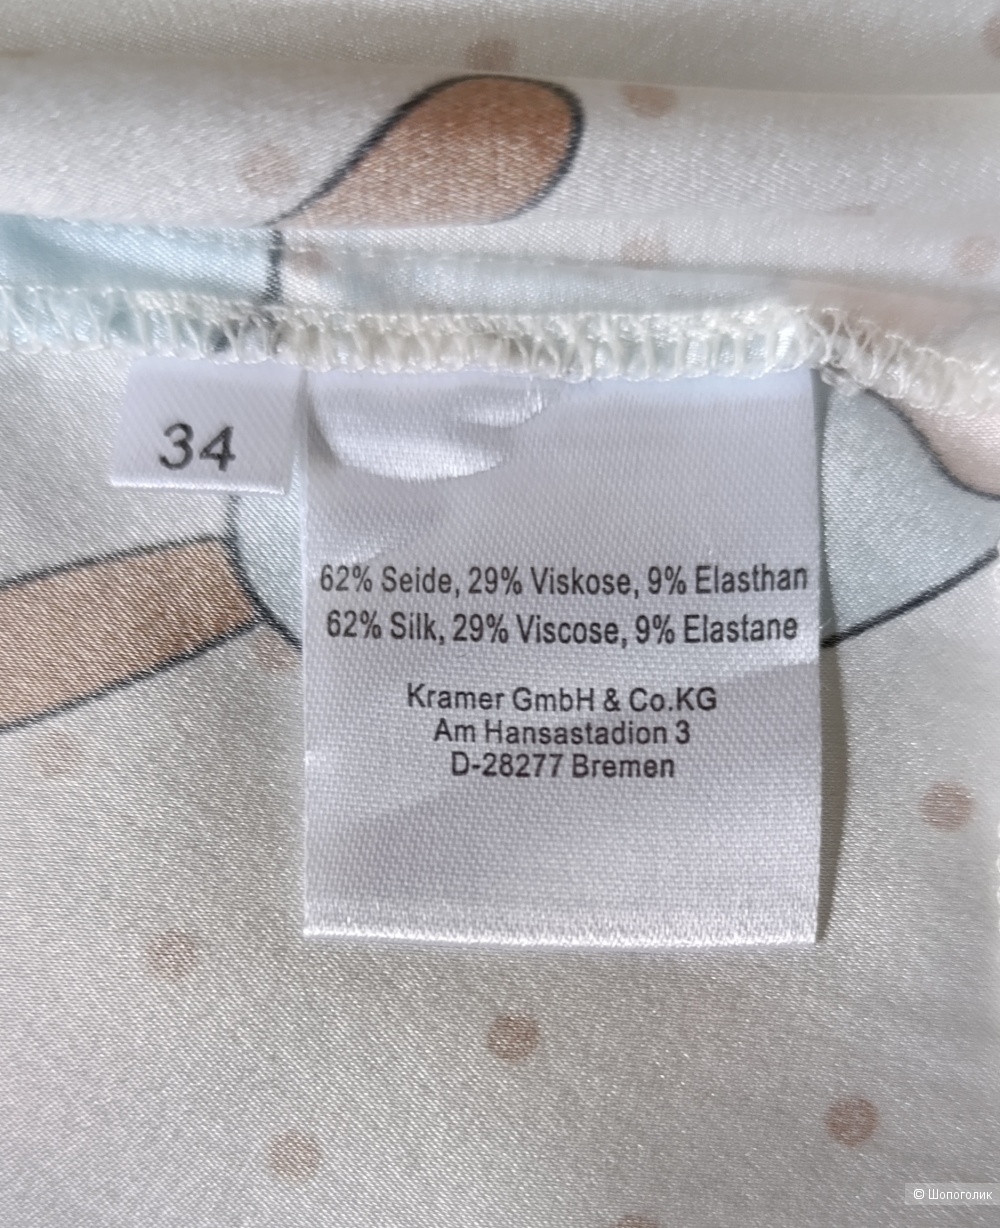 34
62% Seide, 29% Viskose, 9% Elasthan
62% Silk, 29% Viscose, 9% Elastane
Kramer GmbH & Co.KG
Am Hansastadion 3
D-28277 Bremen
© Шопоголик